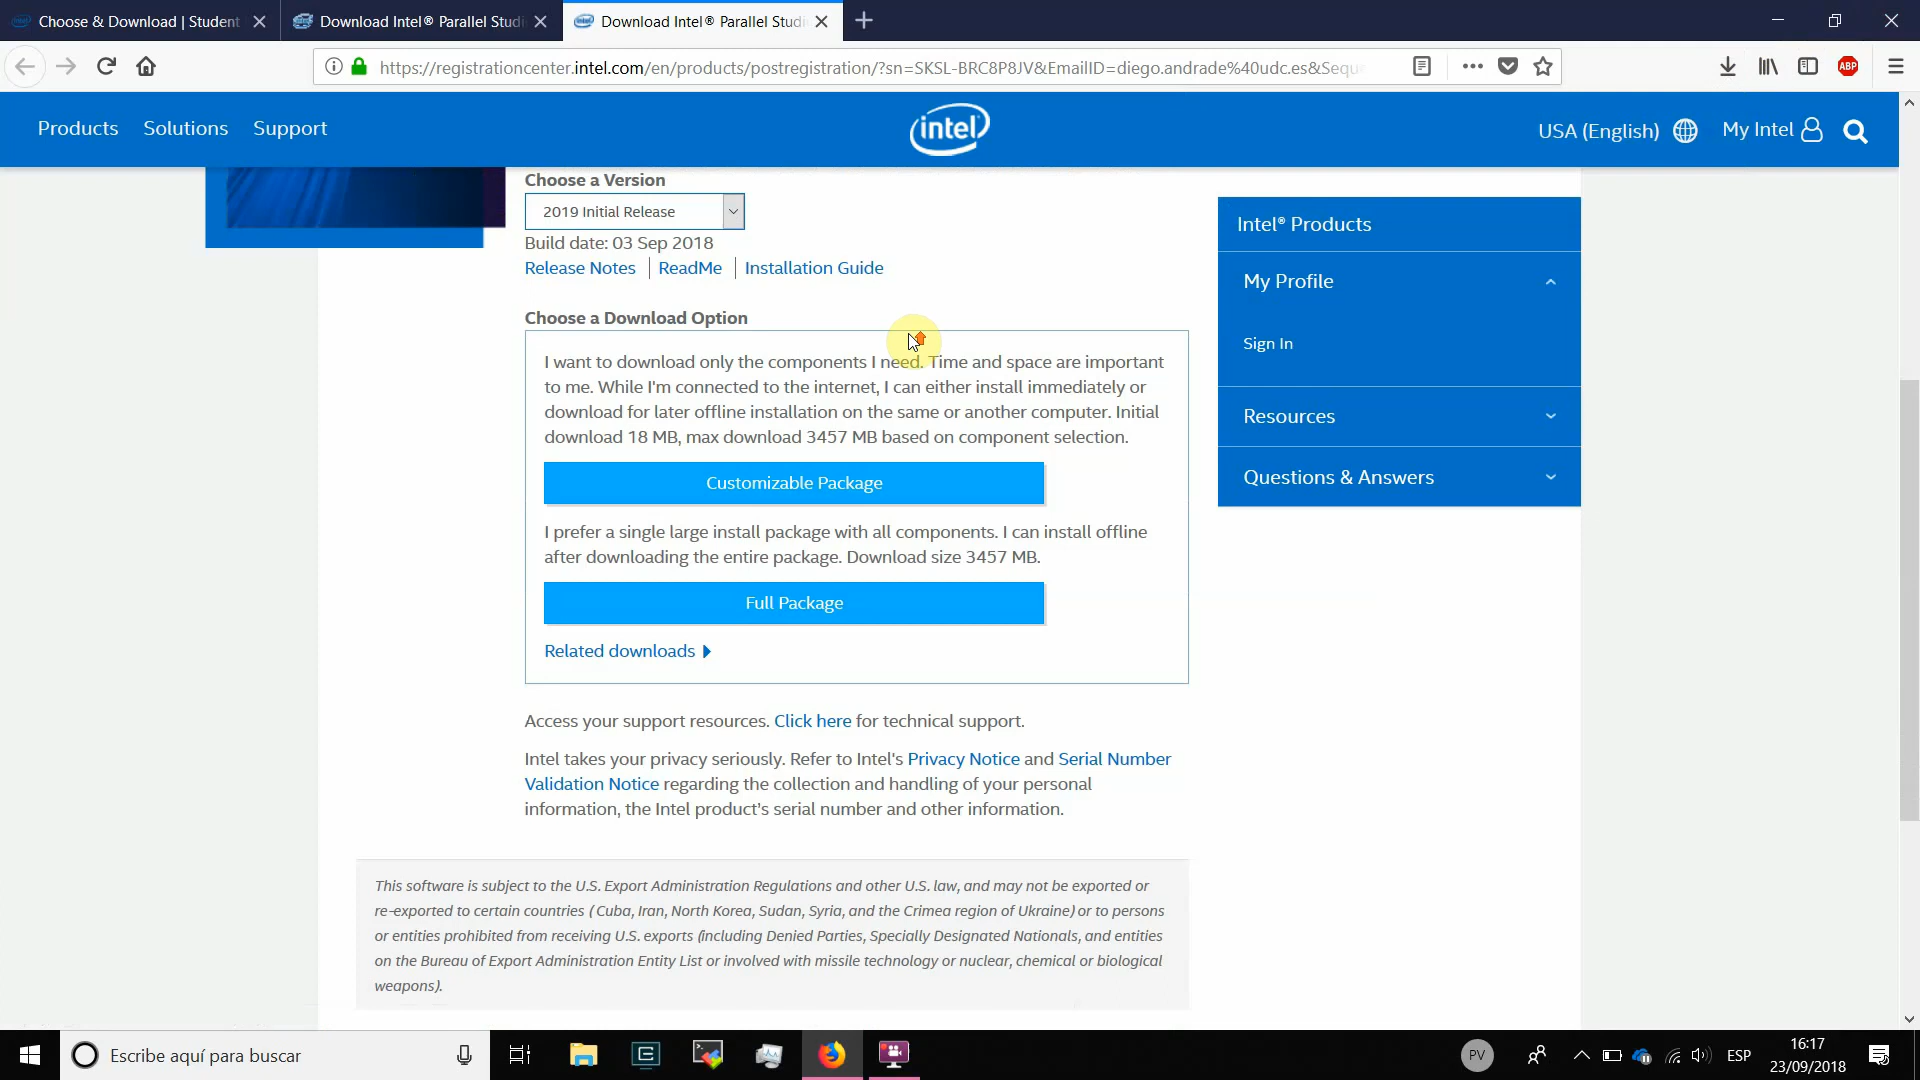 Choose & Download | Student
Download Intel® Parallel Studi
Download Intel® Parallel Studi
https://registrationcenter.intel.com/en/products/postregistration/?sn=SKSL-BRC8P8JV&EmailID=diego.andrade%40udc.es&Seque
ABP
Products
Solutions
Support
intel
USA (English)
My Intel
Choose a Version
2019 Initial Release
Build date: 03 Sep 2018
Release Notes
ReadMe
Installation Guide
Choose a Download Option
I want to download only the components I need. Time and space are important
to me. While I'm connected to the internet, I can either install immediately or
download for later offline installation on the same or another computer. Initial
download 18 MB, max download 3457 MB based on component selection.
Customizable Package
I prefer a single large install package with all components. I can install offline
after downloading the entire package. Download size 3457 MB.
Full Package
Related downloads
Access your support resources. Click here for technical support.
Intel takes your privacy seriously. Refer to Intel's Privacy Notice and Serial Number
Validation Notice regarding the collection and handling of your personal
information, the Intel product's serial number and other information.
This software is subject to the U.S. Export Administration Regulations and other U.S. law, and may not be exported or
re-exported to certain countries ( Cuba, Iran, North Korea, Sudan, Syria, and the Crimea region of Ukraine) or to persons
or entities prohibited from receiving U.S. exports (including Denied Parties, Specially Designated Nationals, and entities
on the Bureau of Export Administration Entity List or involved with missile technology or nuclear, chemical or biological
weapons).
Intel® Products
My Profile
Sign In
Resources
Questions & Answers
Escribe aquí para buscar
PV
ESP
16:17
23/09/2018